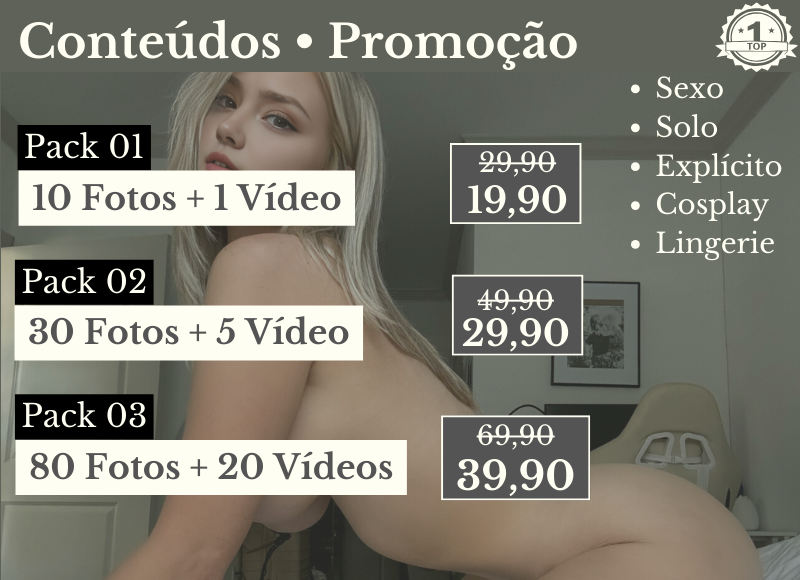 Conteúdos • Promoção
1
TOP
• Sexo
• Solo
• Explícito
• Cosplay
• Lingerie
Pack 01
10 Fotos + 1 Vídeo
29,90
19,90
Pack 02
30 Fotos + 5 Vídeo
49,90
29,90
Pack 03
80 Fotos + 20 Vídeos
69,90
39,90